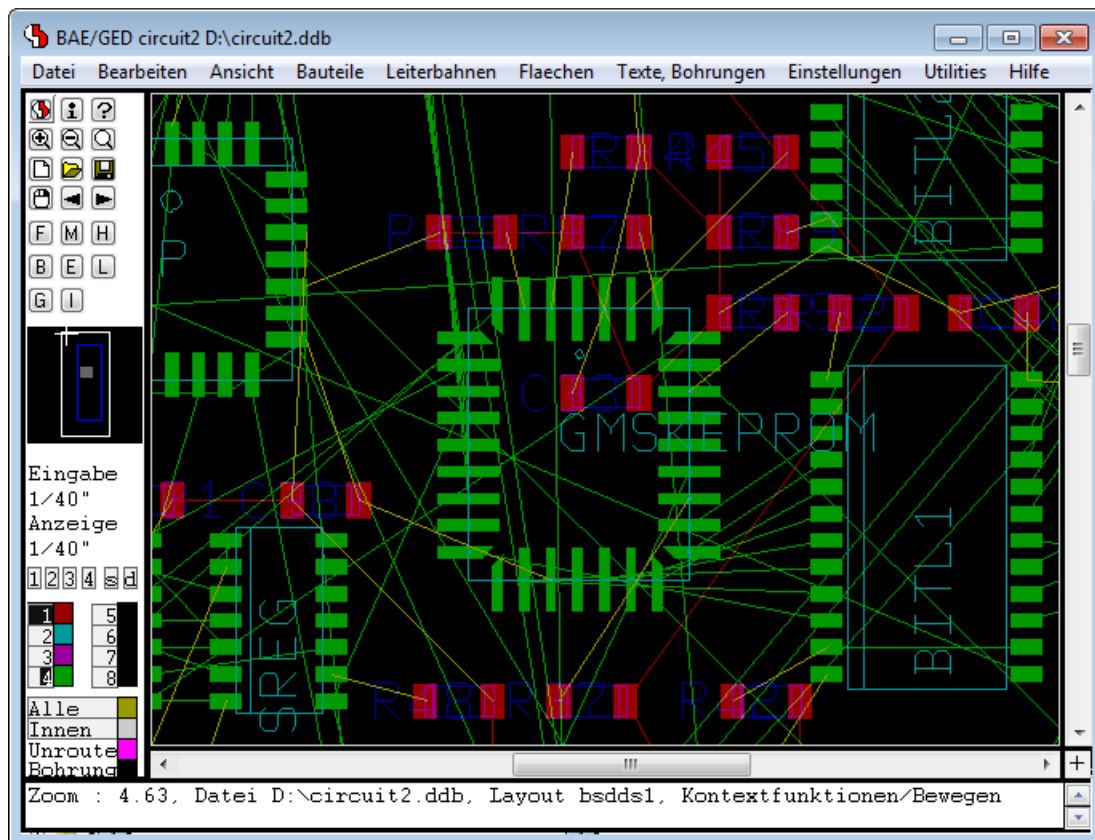 BAE/GED circuit2 D:\circuit2.ddb
Datei Bearbeiten Ansicht Bauteile Leiterbahnen Flaechen Texte, Bohrungen Einstellungen Utilities Hilfe
i ?
F M H
B E L
G I
Eingabe
1/40"
Anzeige
1/40"
1 2 3 4 s d
1 5
2 6
3 7
4 8
Alle
Innen
Unroute
Bohrung
P
GMSKEPROM
SREG
BITL1
Zoom : 4.63, Datei D:\circuit2.ddb, Layout bsdds1, Kontextfunktionen/Bewegen